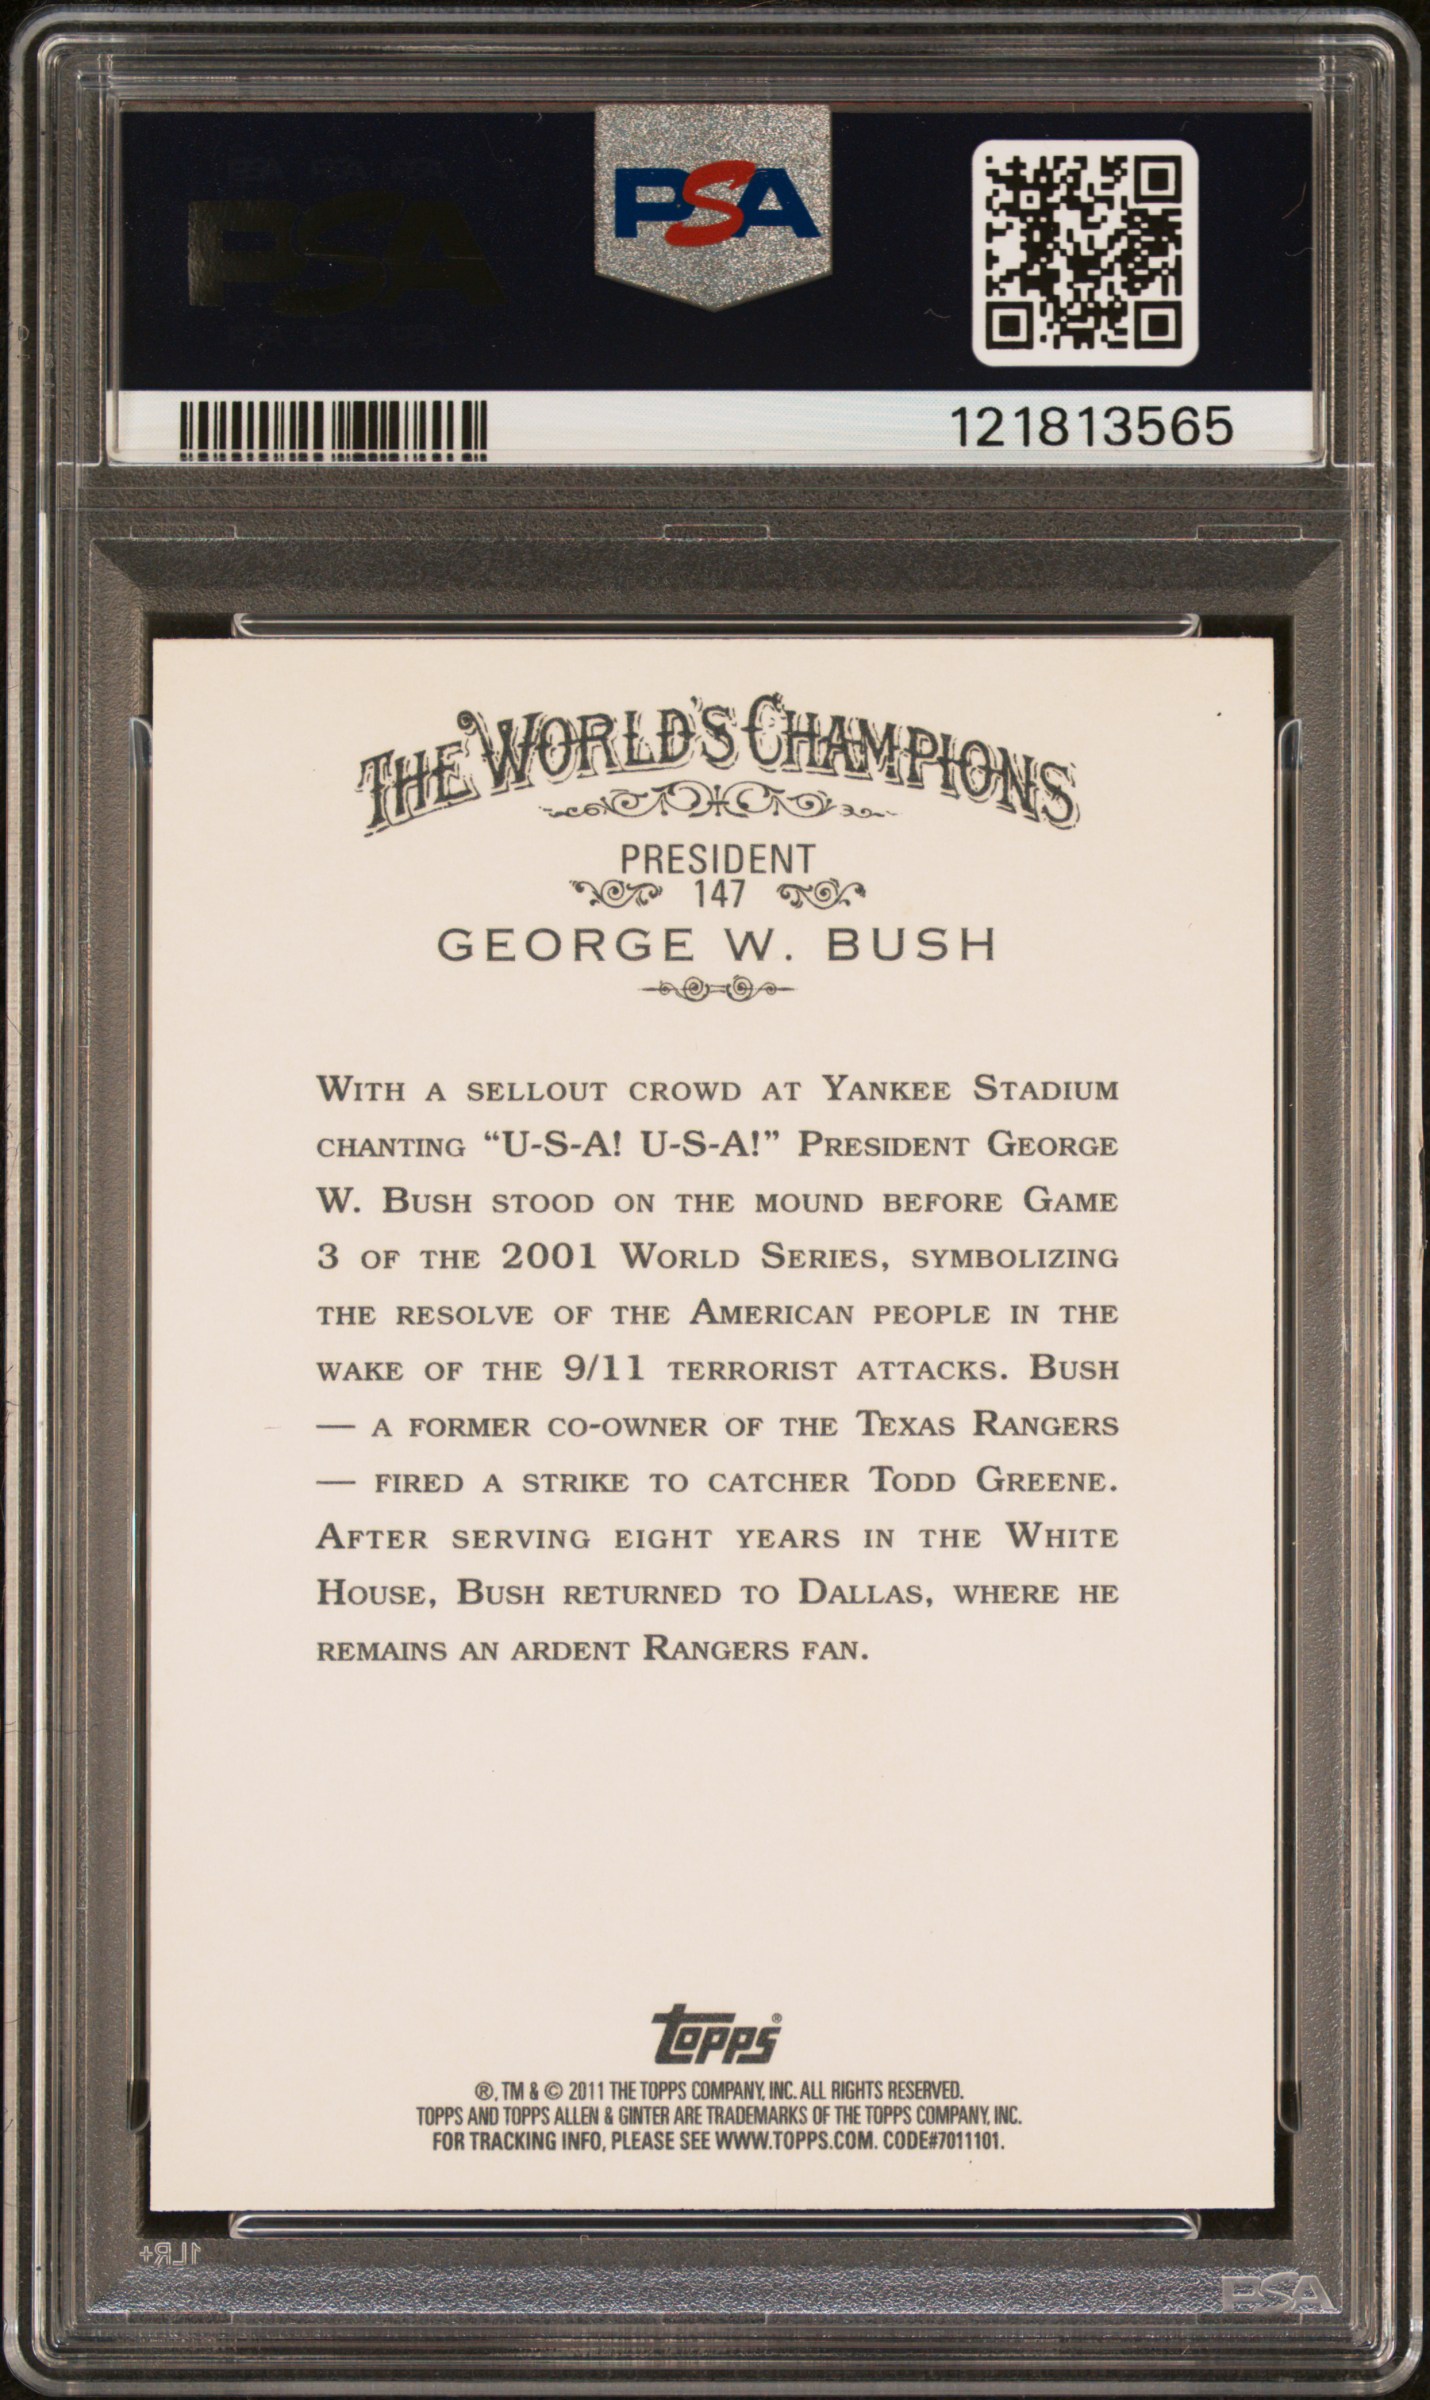 PSA
PSA
121813565
THE WORLD'S CHAMPIONS
PRESIDENT
147
GEORGE W. BUSH
WITH A SELLOUT CROWD AT YANKEE STADIUM
CHANTING “U-S-A! U-S-A!” PRESIDENT GEORGE
W. BUSH STOOD ON THE MOUND BEFORE GAME
3 OF THE 2001 WORLD SERIES, SYMBOLIZING
THE RESOLVE OF THE AMERICAN PEOPLE IN THE
WAKE OF THE 9/11 TERRORIST ATTACKS. BUSH
— A FORMER CO-OWNER OF THE TEXAS RANGERS
— FIRED A STRIKE TO CATCHER TODD GREENE.
AFTER SERVING EIGHT YEARS IN THE WHITE
HOUSE, BUSH RETURNED TO DALLAS, WHERE HE
REMAINS AN ARDENT RANGERS FAN.
TOPPS®
®, TM & © 2011 THE TOPPS COMPANY, INC. ALL RIGHTS RESERVED.
TOPPS AND TOPPS ALLEN & GINTER ARE TRADEMARKS OF THE TOPPS COMPANY, INC.
FOR TRACKING INFO, PLEASE SEE WWW.TOPPS.COM. CODE#7011101.
1LR+
PSA